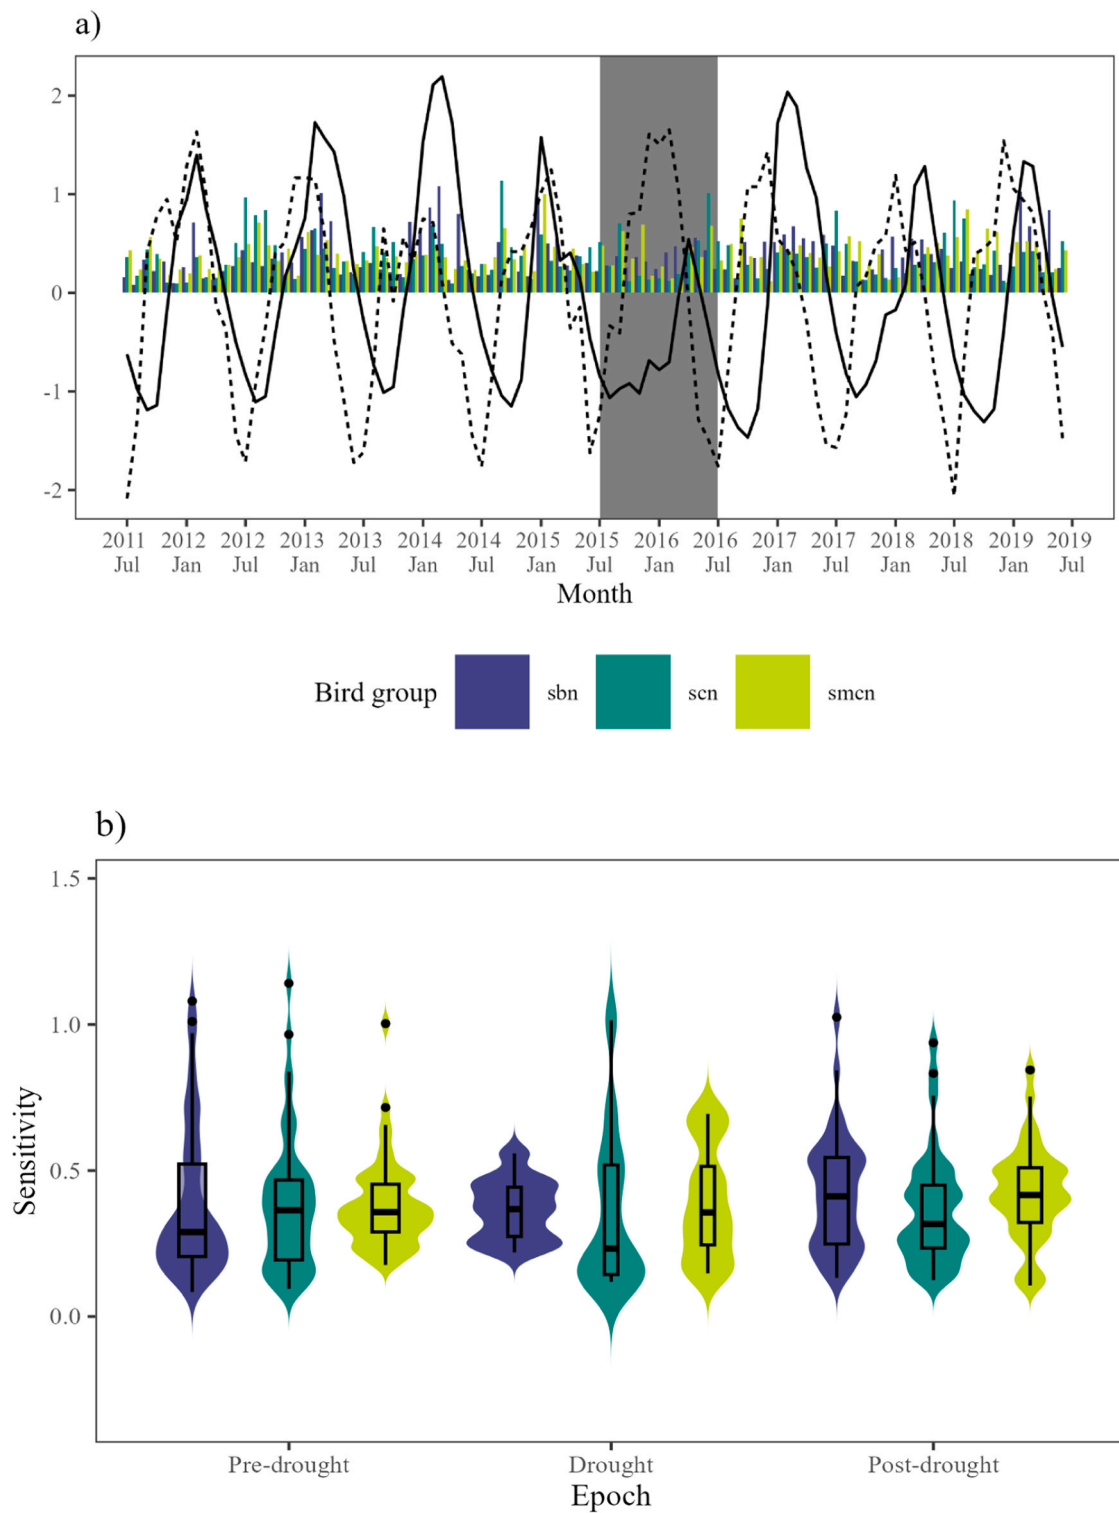 a)
2
1
0
-1
-2
2011 2012 2012 2013 2013 2014 2014 2015 2015 2016 2016 2017 2017 2018 2018 2019 2019
Jul Jan Jul Jan Jul Jan Jul Jan Jul Jan Jul Jan Jul Jan Jul Jan Jul
Month
Bird group sbn scn smcn
b)
1.5
1.0
0.5
0.0
Sensitivity
Pre-drought Drought Post-drought
Epoch